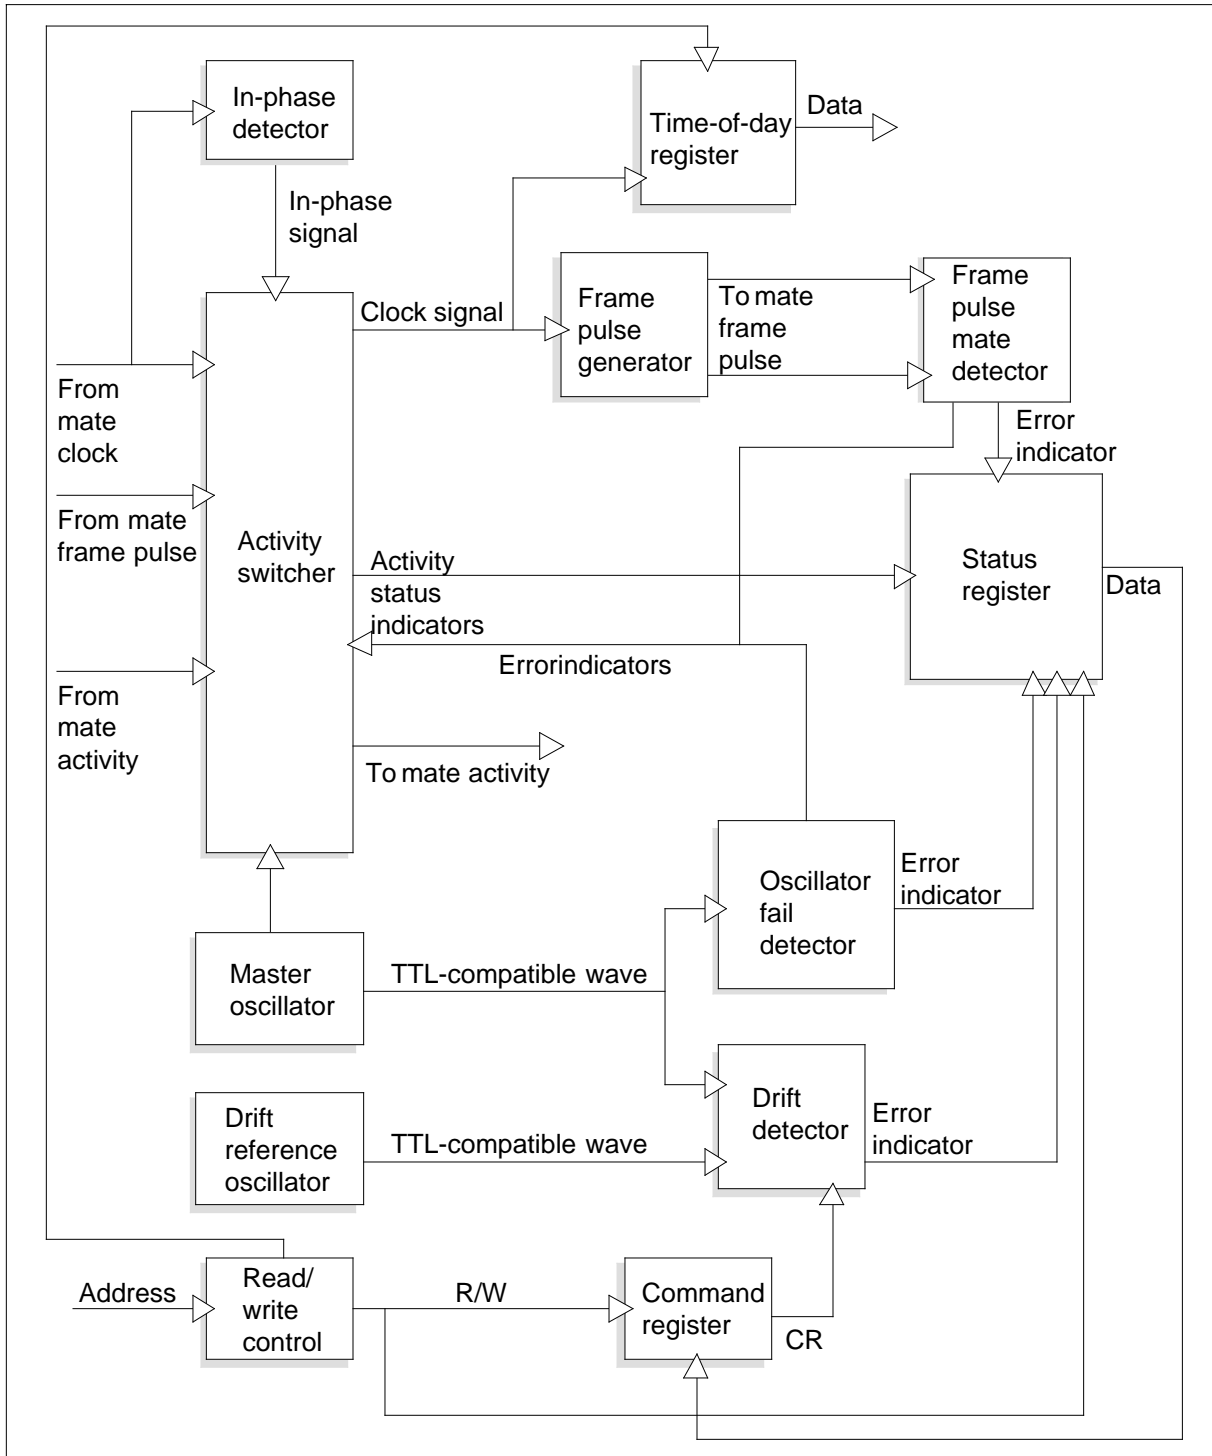 In-phase
detector
Time-of-day
register
Data
In-phase
signal
Clock signal
Frame
pulse
generator
To mate
frame
pulse
Frame
pulse
mate
detector
From
mate
clock
Error
indicator
From mate
frame pulse
Activity
switcher
Activity
status
indicators
Status
register
Data
Errorindicators
From
mate
activity
To mate activity
Oscillator
fail
detector
Error
indicator
Master
oscillator
TTL-compatible wave
Drift
detector
Error
indicator
Drift
reference
oscillator
TTL-compatible wave
Address
Read/
write
control
R/W
Command
register
CR